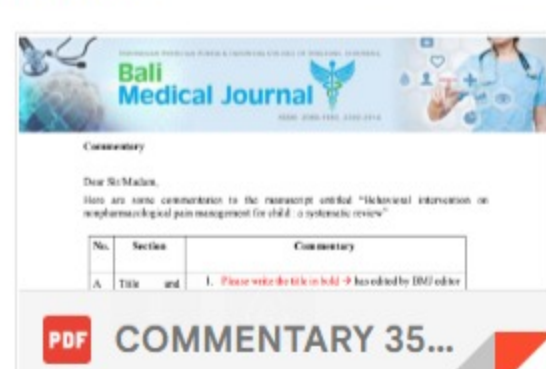 Bali
Medical Journal
Commentary
Dear Sir/Madam,
Here are some commentaries to the manuscript entitled "Behavioral intervention on
nonpharmacological pain management for child : a systematic review"
No. Section Commentary
A Title and 1. Please write the title in bold → has edited by BMJ editor
PDF COMMENTARY 35...